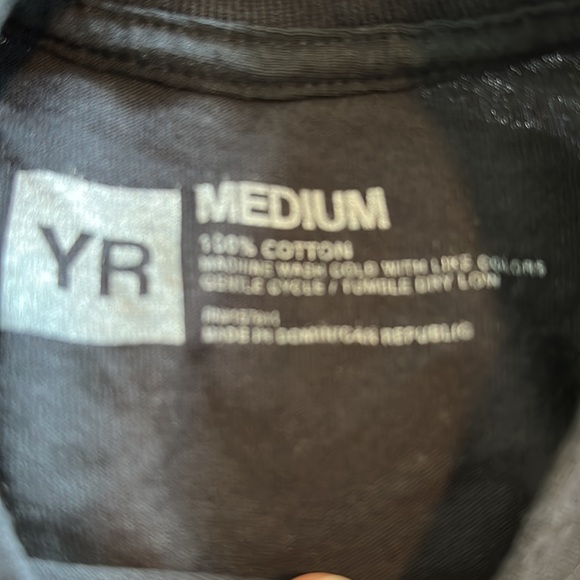 YR
MEDIUM
100% COTTON
MACHINE WASH COLD WITH LIKE COLORS
GENTLE CYCLE / TUMBLE DRY LOW
MADE IN DOMINICAN REPUBLIC